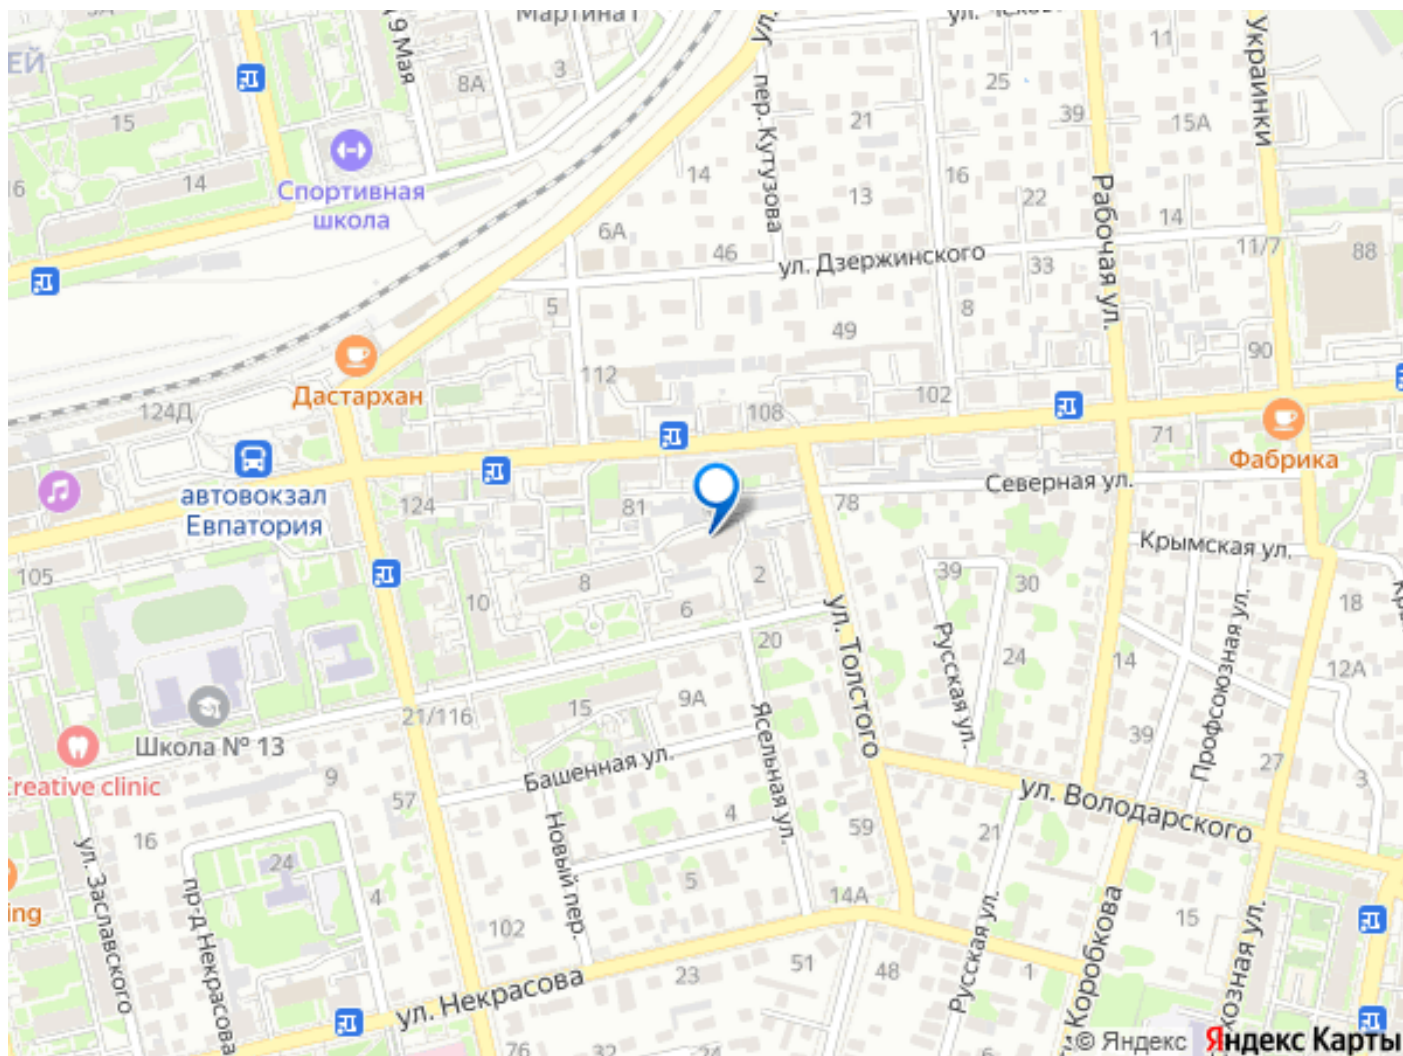 Мартина
9 Мая
ул.
11
Украинки
ЕЙ
8А
3
25
39
15А
15
пер. Кутузова
21
14
Спортивная
школа
14
13
16
22
Рабочая ул.
14
6А
46
ул. Дзержинского
33
11/7
88
5
8
49
90
Дастархан
112
124Д
108
102
71
Фабрика
автовокзал
Евпатория
124
81
78
Северная ул.
Крымская ул.
105
10
8
2
6
39
30
18
ул. Толстого
20
Русская ул.
24
14
Профсоюзная ул.
12А
9А
15
21/116
Школа № 13
Ясельная ул.
39
27
3
Creative clinic
9
Башенная ул.
57
ул. Володарского
16
4
59
21
ул. Заславского
24
Новый пер.
пр-д Некрасова
4
5
14А
ing
102
Русская ул.
Коробкова
15
51
48
1
23
ул. Некрасова
76
32
24
© Яндекс
Яндекс Карты